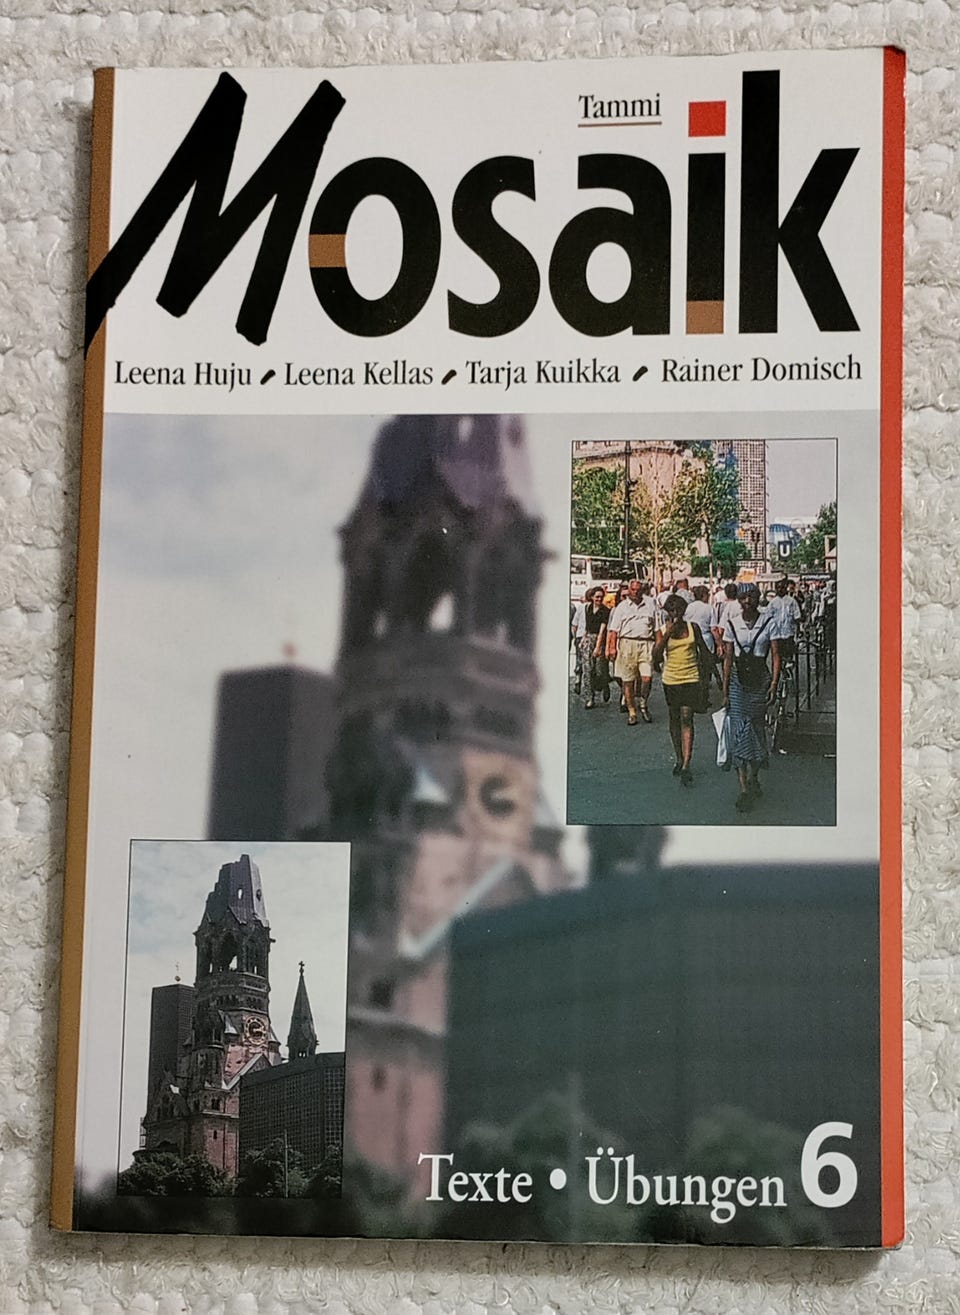 Tammi
Mosaik
Leena Huju Leena Kellas Tarja Kuikka Rainer Domisch
U
Texte • Übungen 6